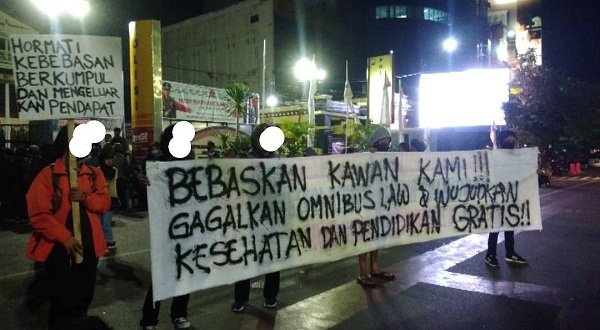 HORMATI
KEBEBASAN
BERKUMPUL
DAN MENGELUAR
KAN PENDAPAT
BEBASKAN KAWAN KAMI!!!
GAGALKAN OMNIBUS LAW & WUJUDKAN
KESEHATAN DAN PENDIDIKAN GRATIS!!